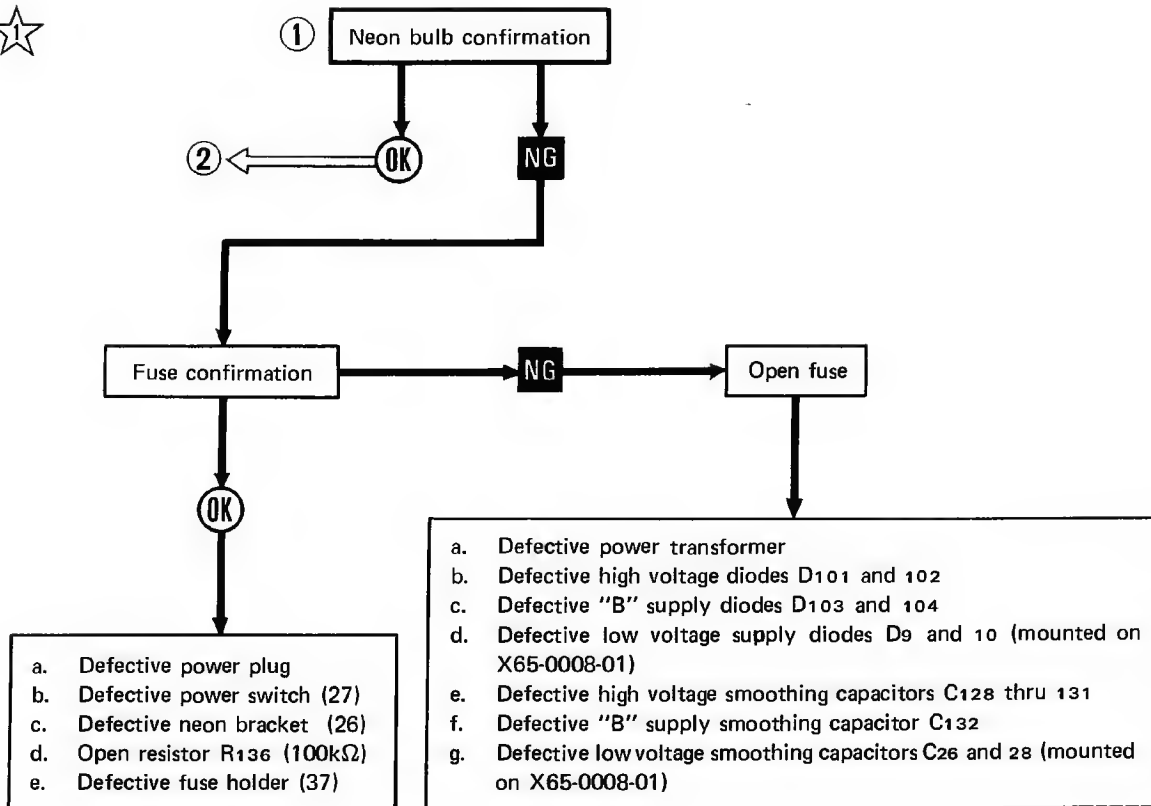 1
① Neon bulb confirmation
② OK NG
Fuse confirmation NG Open fuse
OK
a. Defective power plug
b. Defective power switch (27)
c. Defective neon bracket (26)
d. Open resistor R136 (100kΩ)
e. Defective fuse holder (37)
a. Defective power transformer
b. Defective high voltage diodes D101 and 102
c. Defective "B" supply diodes D103 and 104
d. Defective low voltage supply diodes D9 and 10 (mounted on
X65-0008-01)
e. Defective high voltage smoothing capacitors C128 thru 131
f. Defective "B" supply smoothing capacitor C132
g. Defective low voltage smoothing capacitors C26 and 28 (mounted
on X65-0008-01)